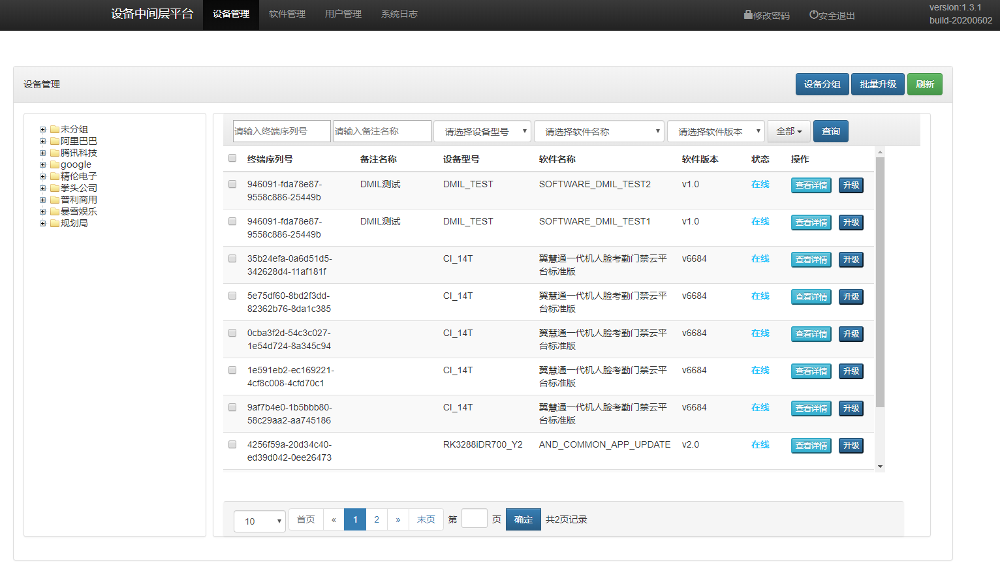 设备中间层平台 设备管理 软件管理 用户管理 系统日志 修改密码 安全退出 version:1.3.1
build-20200602
设备管理 设备分组 批量升级 刷新
未分组
阿里巴巴
腾讯科技
google
精伦电子
拳头公司
普利商用
暴雪娱乐
规划局
请输入终端序列号 请输入备注名称 请选择设备型号 请选择软件名称 请选择软件版本 全部 查询
终端序列号 备注名称 设备型号 软件名称 软件版本 状态 操作
946091-fda78e87- DMIL测试 DMIL_TEST SOFTWARE_DMIL_TEST2 v1.0 在线 查看详情 升级
9558c886-25449b
946091-fda78e87- DMIL测试 DMIL_TEST SOFTWARE_DMIL_TEST1 v1.0 在线 查看详情 升级
9558c886-25449b
35b24efa-0a6d51d5- CI_14T 翼慧通一代机人脸考勤门禁云平 v6684 在线 查看详情 升级
342628d4-11af181f 台标准版
5e75df60-8bd2f3dd- CI_14T 翼慧通一代机人脸考勤门禁云平 v6684 在线 查看详情 升级
82362b76-8da1c385 台标准版
0cba3f2d-54c3c027- CI_14T 翼慧通一代机人脸考勤门禁云平 v6684 在线 查看详情 升级
1e54d724-8a345c94 台标准版
1e591eb2-ec169221- CI_14T 翼慧通一代机人脸考勤门禁云平 v6684 在线 查看详情 升级
4cf8c008-4cfd70c1 台标准版
9af7b4e0-1b5bbb80- CI_14T 翼慧通一代机人脸考勤门禁云平 v6684 在线 查看详情 升级
58c29aa2-aa745186 台标准版
4256f59a-20d34c40- RK3288iDR700_Y2 AND_COMMON_APP_UPDATE v2.0 在线 查看详情 升级
ed39d042-0ee26473
10 首页 « 1 2 » 末页 第 页 确定 共2页记录